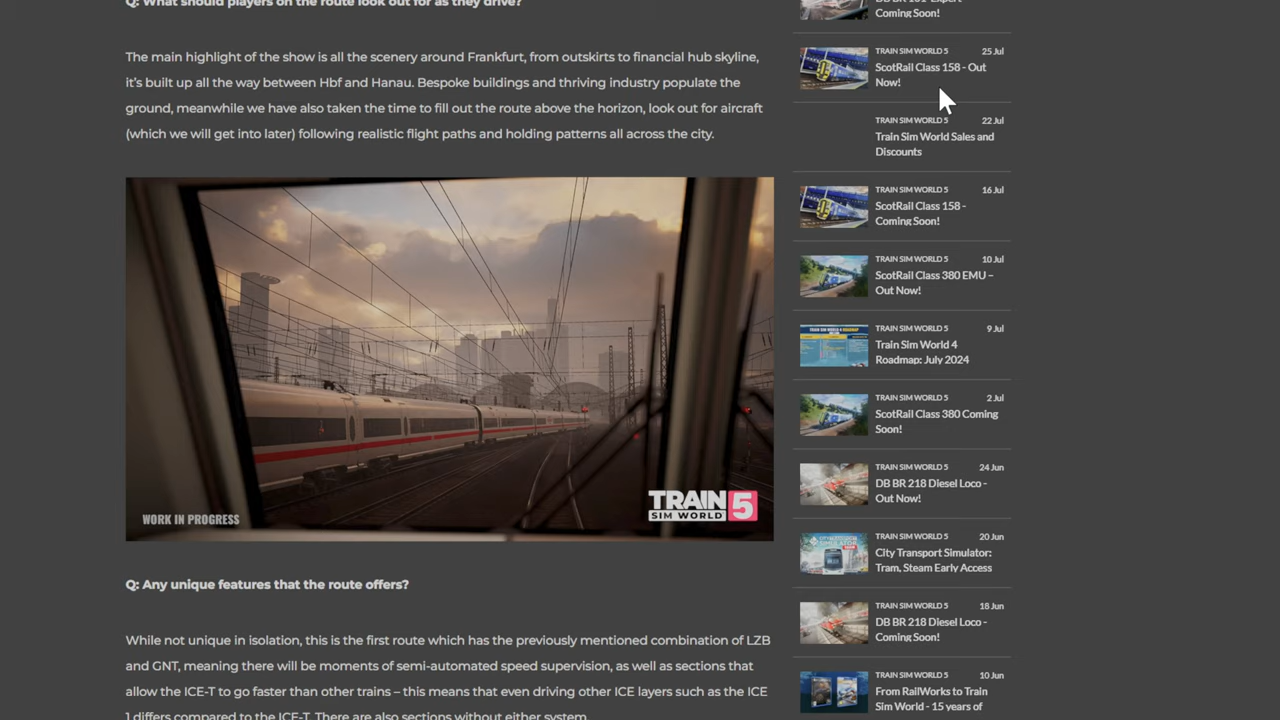 Q: What should players on the route look out for as they drive?
The main highlight of the show is all the scenery around Frankfurt, from outskirts to financial hub skyline,
it's built up all the way between Hbf and Hanau. Bespoke buildings and thriving industry populate the
ground, meanwhile we have also taken the time to fill out the route above the horizon, look out for aircraft
(which we will get into later) following realistic flight paths and holding patterns all across the city.
WORK IN PROGRESS
TRAIN
SIM WORLD 5
Q: Any unique features that the route offers?
While not unique in isolation, this is the first route which has the previously mentioned combination of LZB
and GNT, meaning there will be moments of semi-automated speed supervision, as well as sections that
allow the ICE-T to go faster than other trains – this means that even driving other ICE layers such as the ICE
1 differs compared to the ICE-T. There are also sections without either system.
Coming Soon!
TRAIN SIM WORLD 5 25 Jul
ScotRail Class 158 - Out
Now!
TRAIN SIM WORLD 5 22 Jul
Train Sim World Sales and
Discounts
TRAIN SIM WORLD 5 16 Jul
ScotRail Class 158 -
Coming Soon!
TRAIN SIM WORLD 5 10 Jul
ScotRail Class 380 EMU –
Out Now!
TRAIN SIM WORLD 5 9 Jul
Train Sim World 4
Roadmap: July 2024
TRAIN SIM WORLD 5 2 Jul
ScotRail Class 380 Coming
Soon!
TRAIN SIM WORLD 5 24 Jun
DB BR 218 Diesel Loco -
Out Now!
TRAIN SIM WORLD 5 20 Jun
City Transport Simulator:
Tram, Steam Early Access
TRAIN SIM WORLD 5 18 Jun
DB BR 218 Diesel Loco -
Coming Soon!
TRAIN SIM WORLD 5 10 Jun
From RailWorks to Train
Sim World - 15 years of